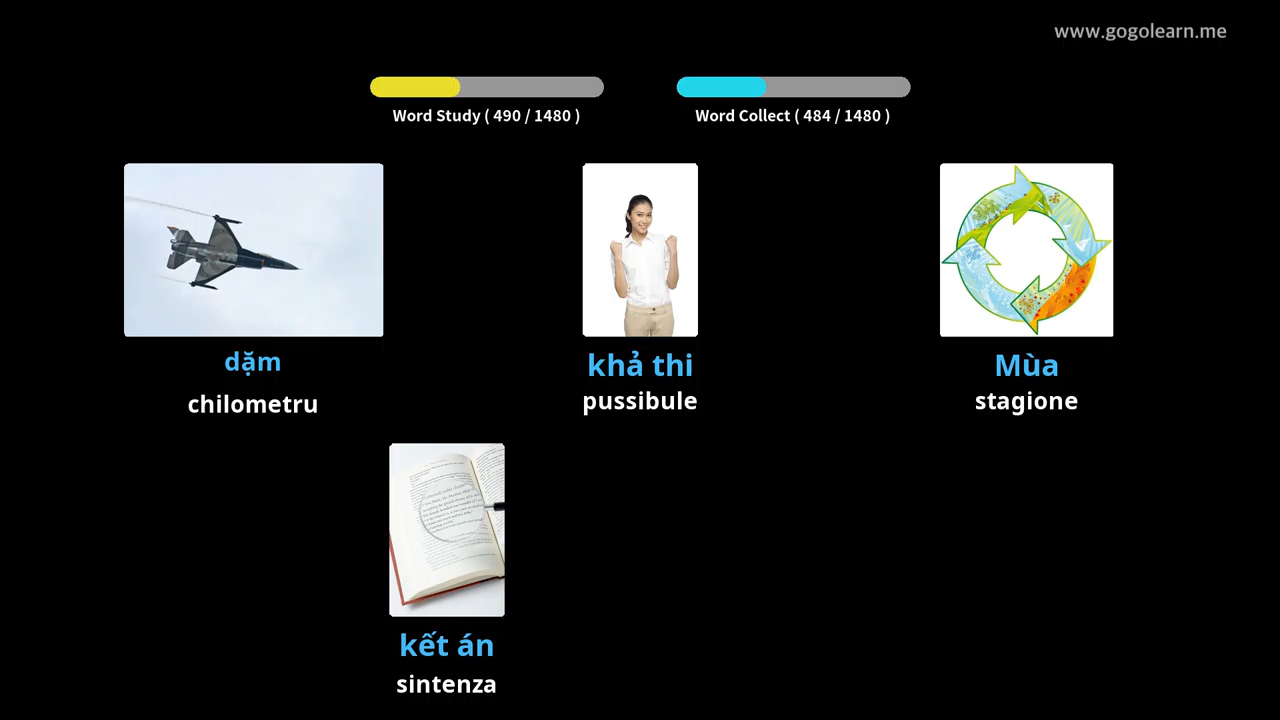 www.gogolearn.me
Word Study ( 490 / 1480 )
Word Collect ( 484 / 1480 )
dặm
chilometru
khả thi
pussibule
Mùa
stagione
kết án
sintenza